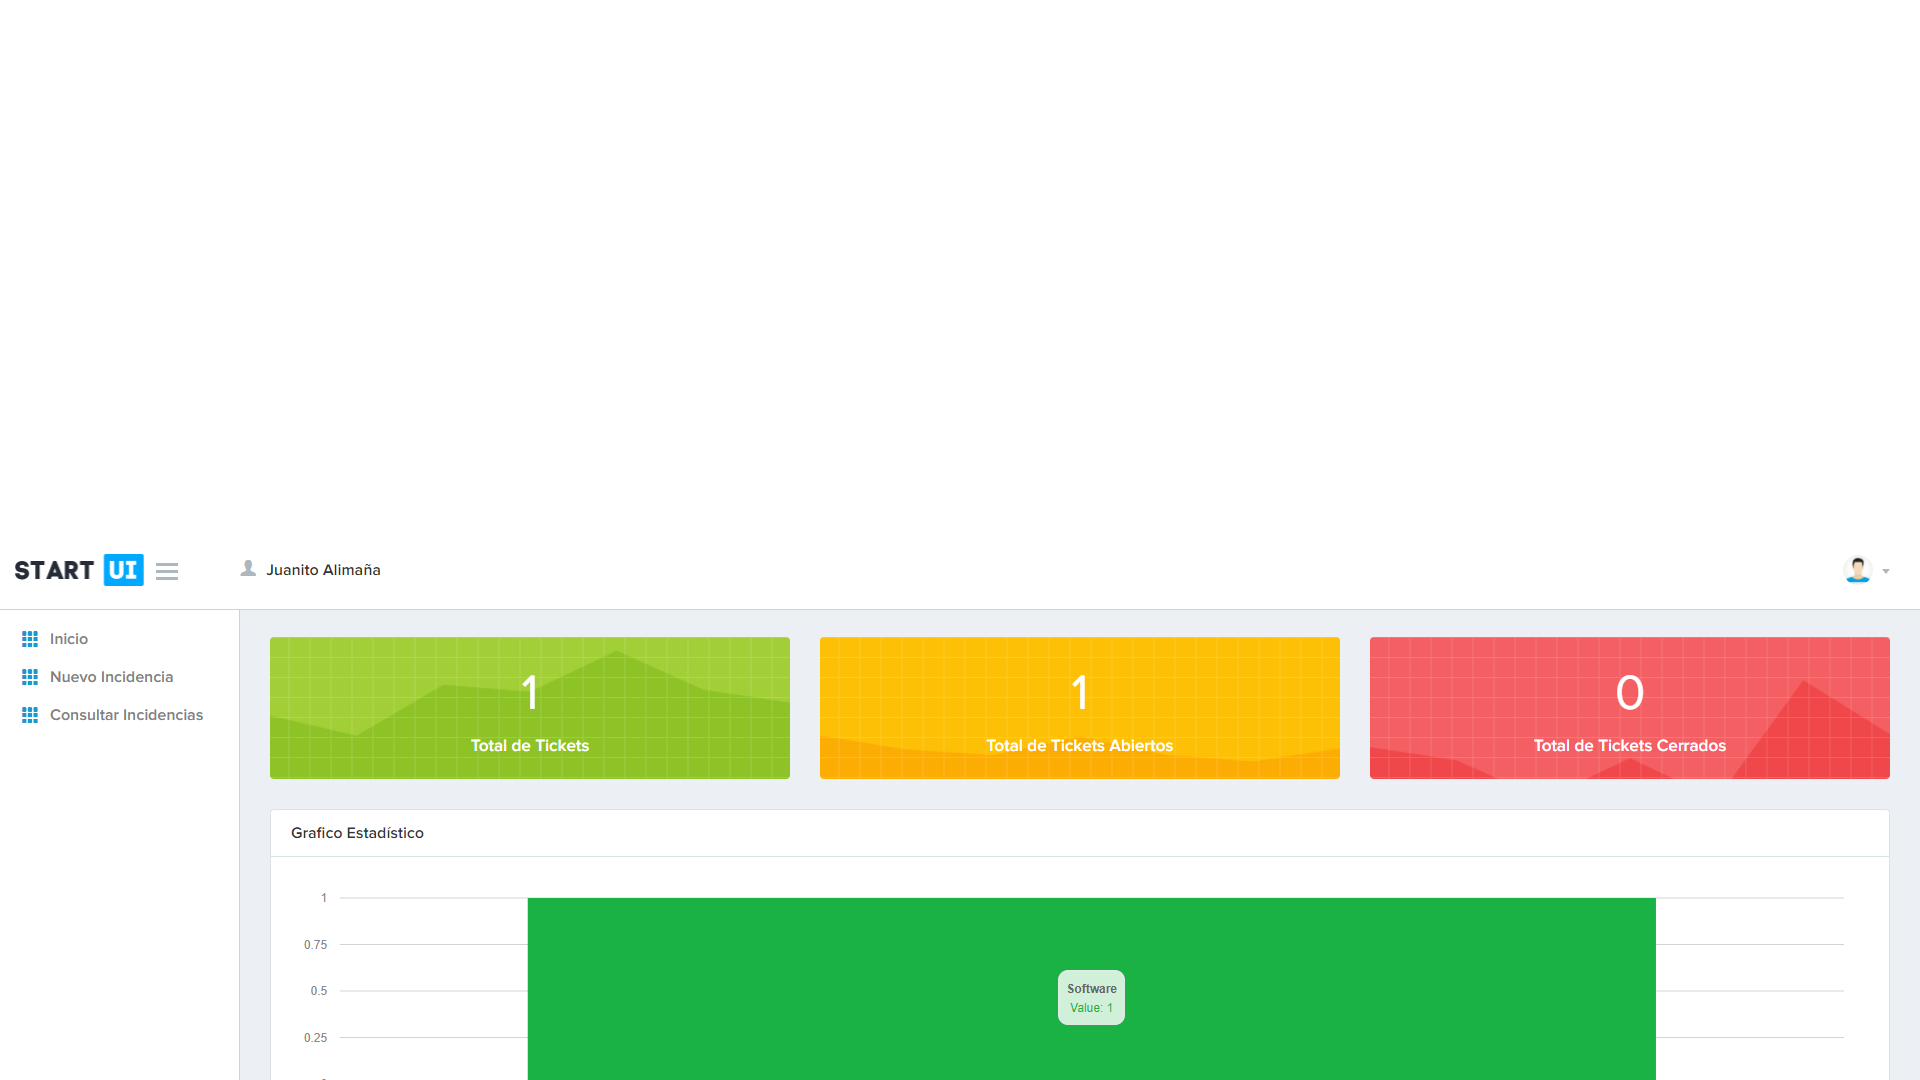 START UI
Juanito Alimaña
Inicio
Nuevo Incidencia
Consultar Incidencias
1
Total de Tickets
1
Total de Tickets Abiertos
0
Total de Tickets Cerrados
Grafico Estadístico
1
0.75
0.5
0.25
Software
Value: 1